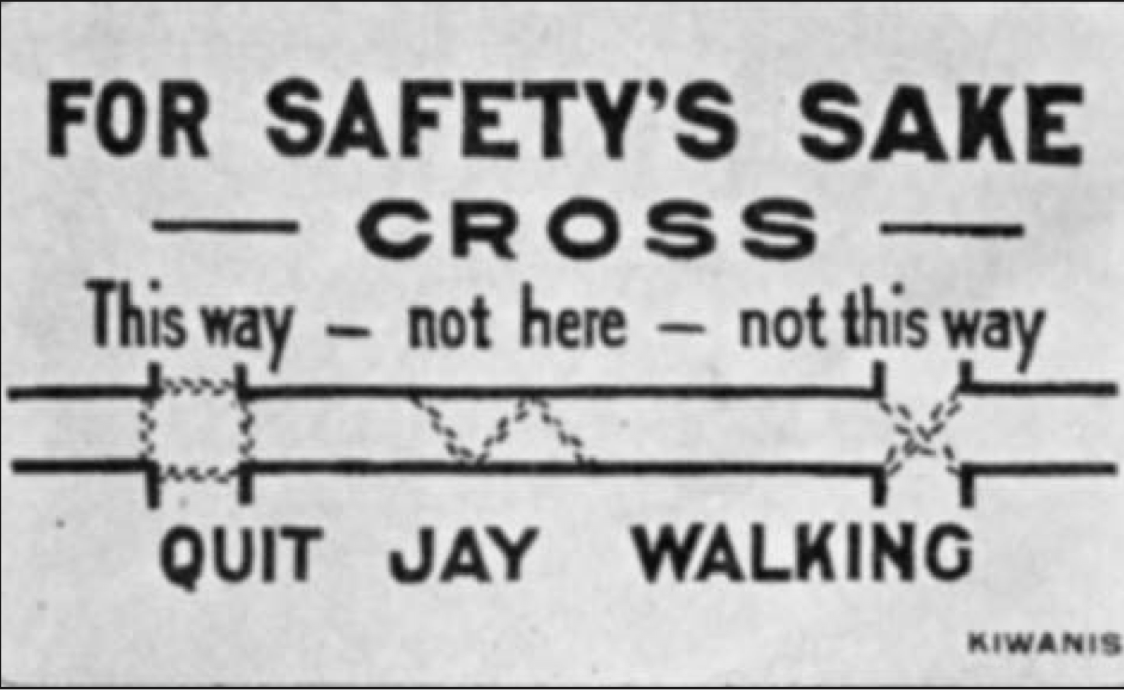 FOR SAFETY'S SAKE
— CROSS —
This way — not here — not this way
QUIT JAY WALKING
KIWANIS